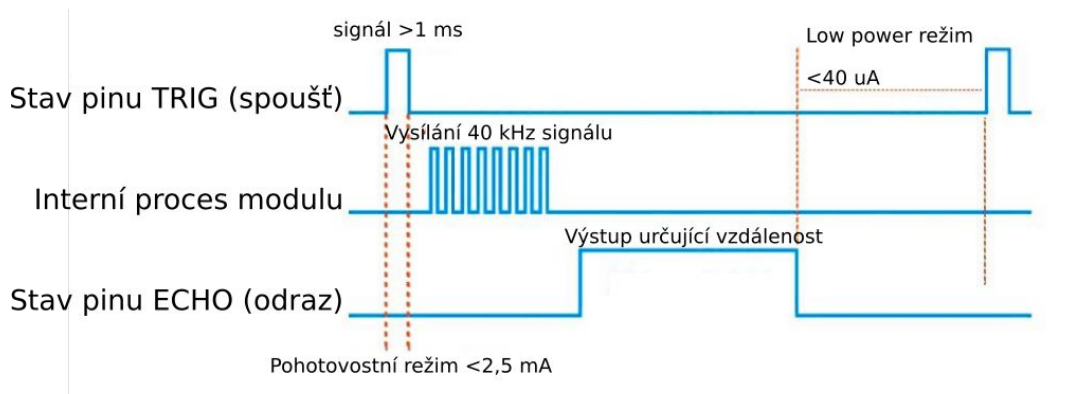 signál >1 ms
Low power režim
<40 uA
Stav pinu TRIG (spoušť)
Vysílání 40 kHz signálu
Interní proces modulu
Výstup určující vzdálenost
Stav pinu ECHO (odraz)
Pohotovostní režim <2,5 mA